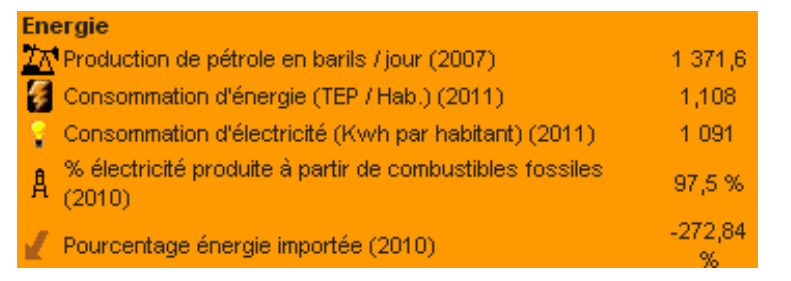 Energie
Production de pétrole en barils / jour (2007) 1 371,6
Consommation d'énergie (TEP / Hab.) (2011) 1,108
Consommation d'électricité (Kwh par habitant) (2011) 1 091
% électricité produite à partir de combustibles fossiles
(2010) 97,5 %
Pourcentage énergie importée (2010) -272,84
%